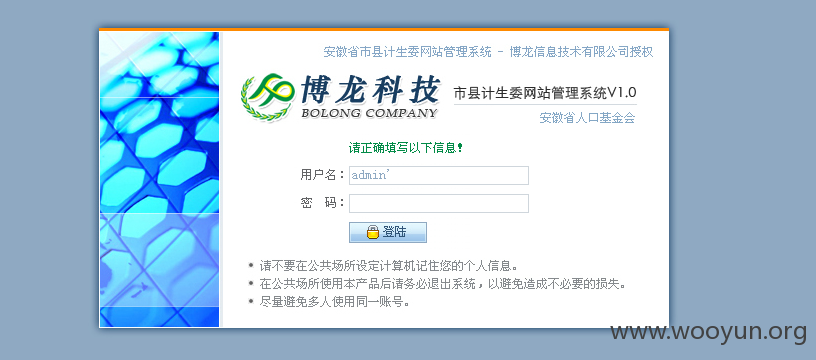 安徽省市县计生委网站管理系统 - 博龙信息技术有限公司授权
博龙科技
BOLONG COMPANY
市县计生委网站管理系统V1.0
安徽省人口基金会
请正确填写以下信息!
用户名： admin'
密 码：
登陆
• 请不要在公共场所设定计算机记住您的个人信息。
• 在公共场所使用本产品后请务必退出系统，以避免造成不必要的损失。
• 尽量避免多人使用同一账号。
www.wooyun.org